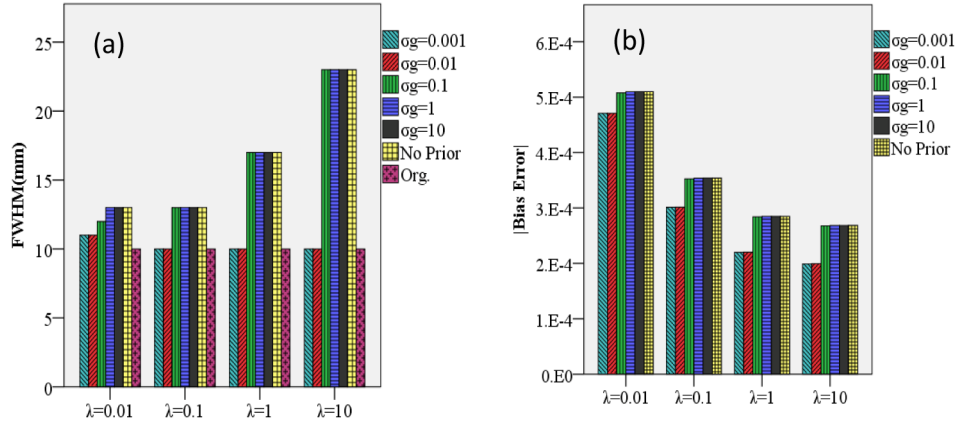 (a)
FWHM(mm)
25
20
15
10
5
0
λ=0.01 λ=0.1 λ=1 λ=10
σg=0.001
σg=0.01
σg=0.1
σg=1
σg=10
No Prior
Org.
(b)
|Bias Error|
6.E-4
5.E-4
4.E-4
3.E-4
2.E-4
1.E-4
0.E0
λ=0.01 λ=0.1 λ=1 λ=10
σg=0.001
σg=0.01
σg=0.1
σg=1
σg=10
No Prior